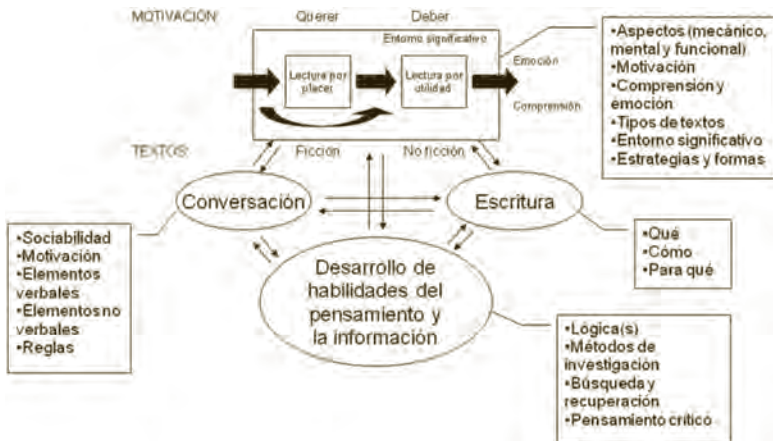 MOTIVACIÓN: Querer Deber
Entorno significativo
Lectura por
placer
Lectura por
utilidad
Emoción
Comprensión
TEXTOS: Ficción No ficción
•Aspectos (mecánico,
mental y funcional)
•Motivación
•Comprensión y
emoción
•Tipos de textos
•Entorno significativo
•Estrategias y formas
Conversación
Escritura
•Sociabilidad
•Motivación
•Elementos
verbales
•Elementos no
verbales
•Reglas
•Qué
•Cómo
•Para qué
Desarrollo de
habilidades del
pensamiento y
la información
•Lógica(s)
•Métodos de
investigación
•Búsqueda y
recuperación
•Pensamiento crítico